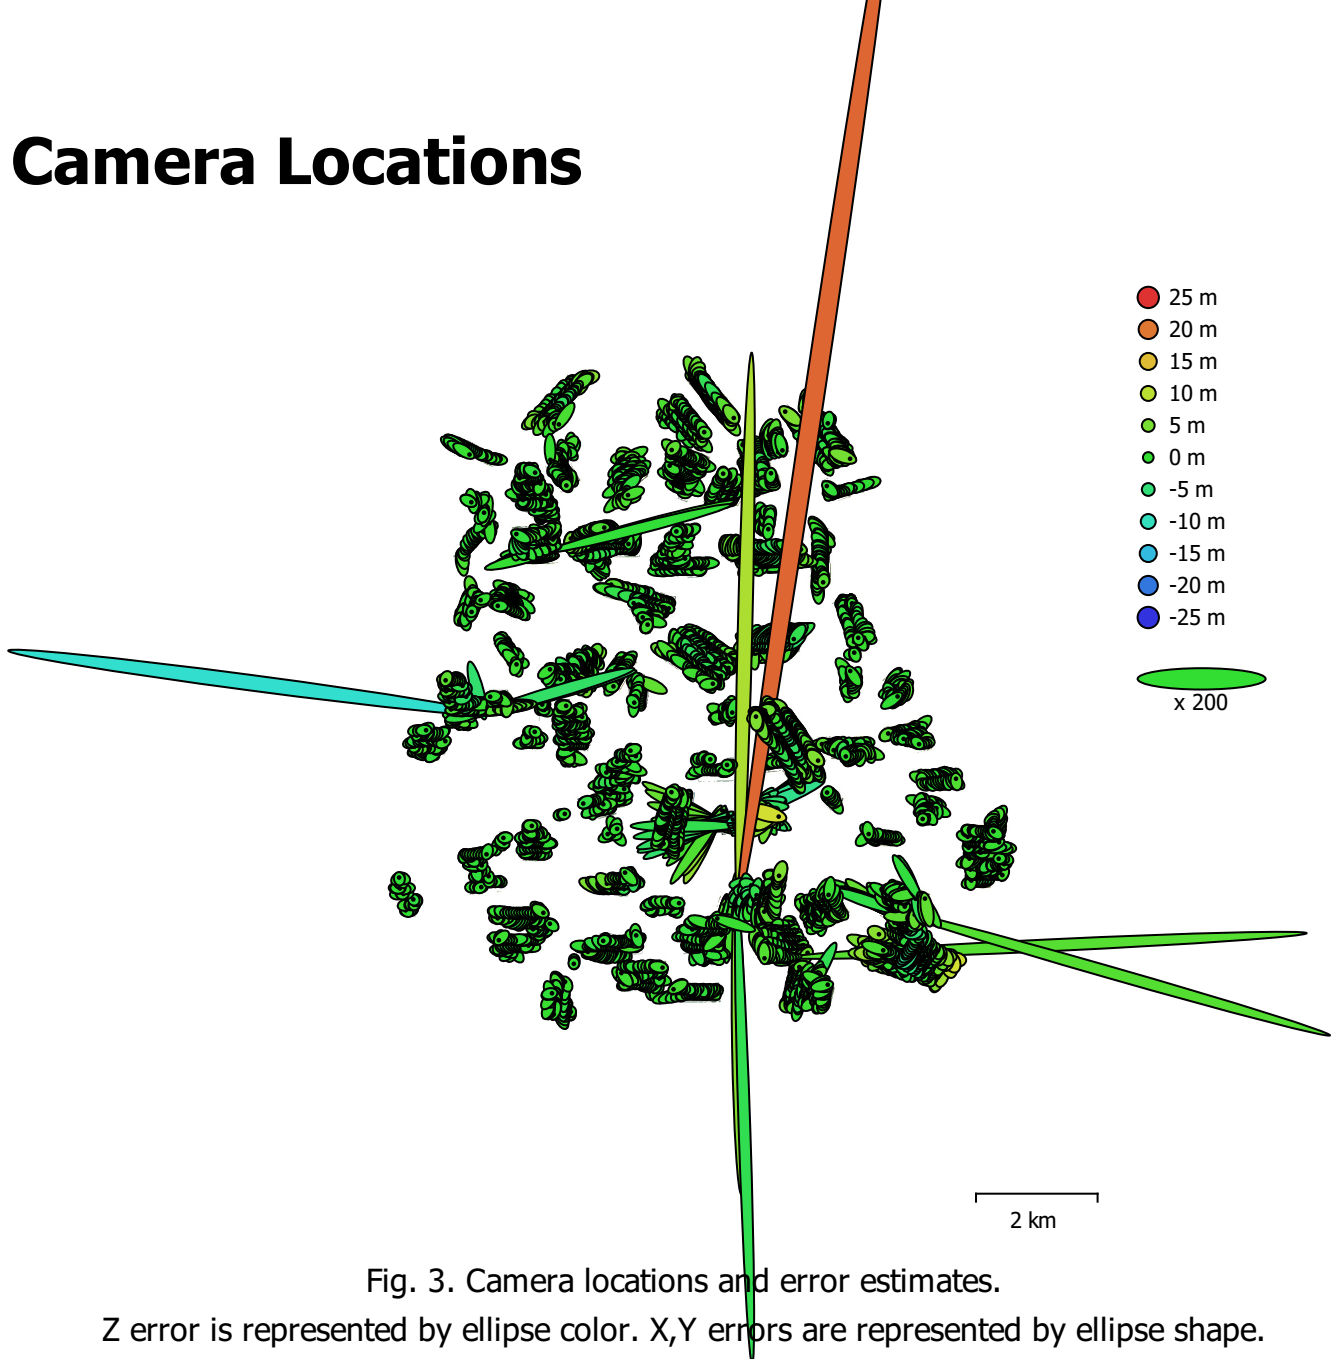 Camera Locations
25 m
20 m
15 m
10 m
5 m
0 m
-5 m
-10 m
-15 m
-20 m
-25 m
x 200
2 km
Fig. 3. Camera locations and error estimates.
Z error is represented by ellipse color. X,Y errors are represented by ellipse shape.